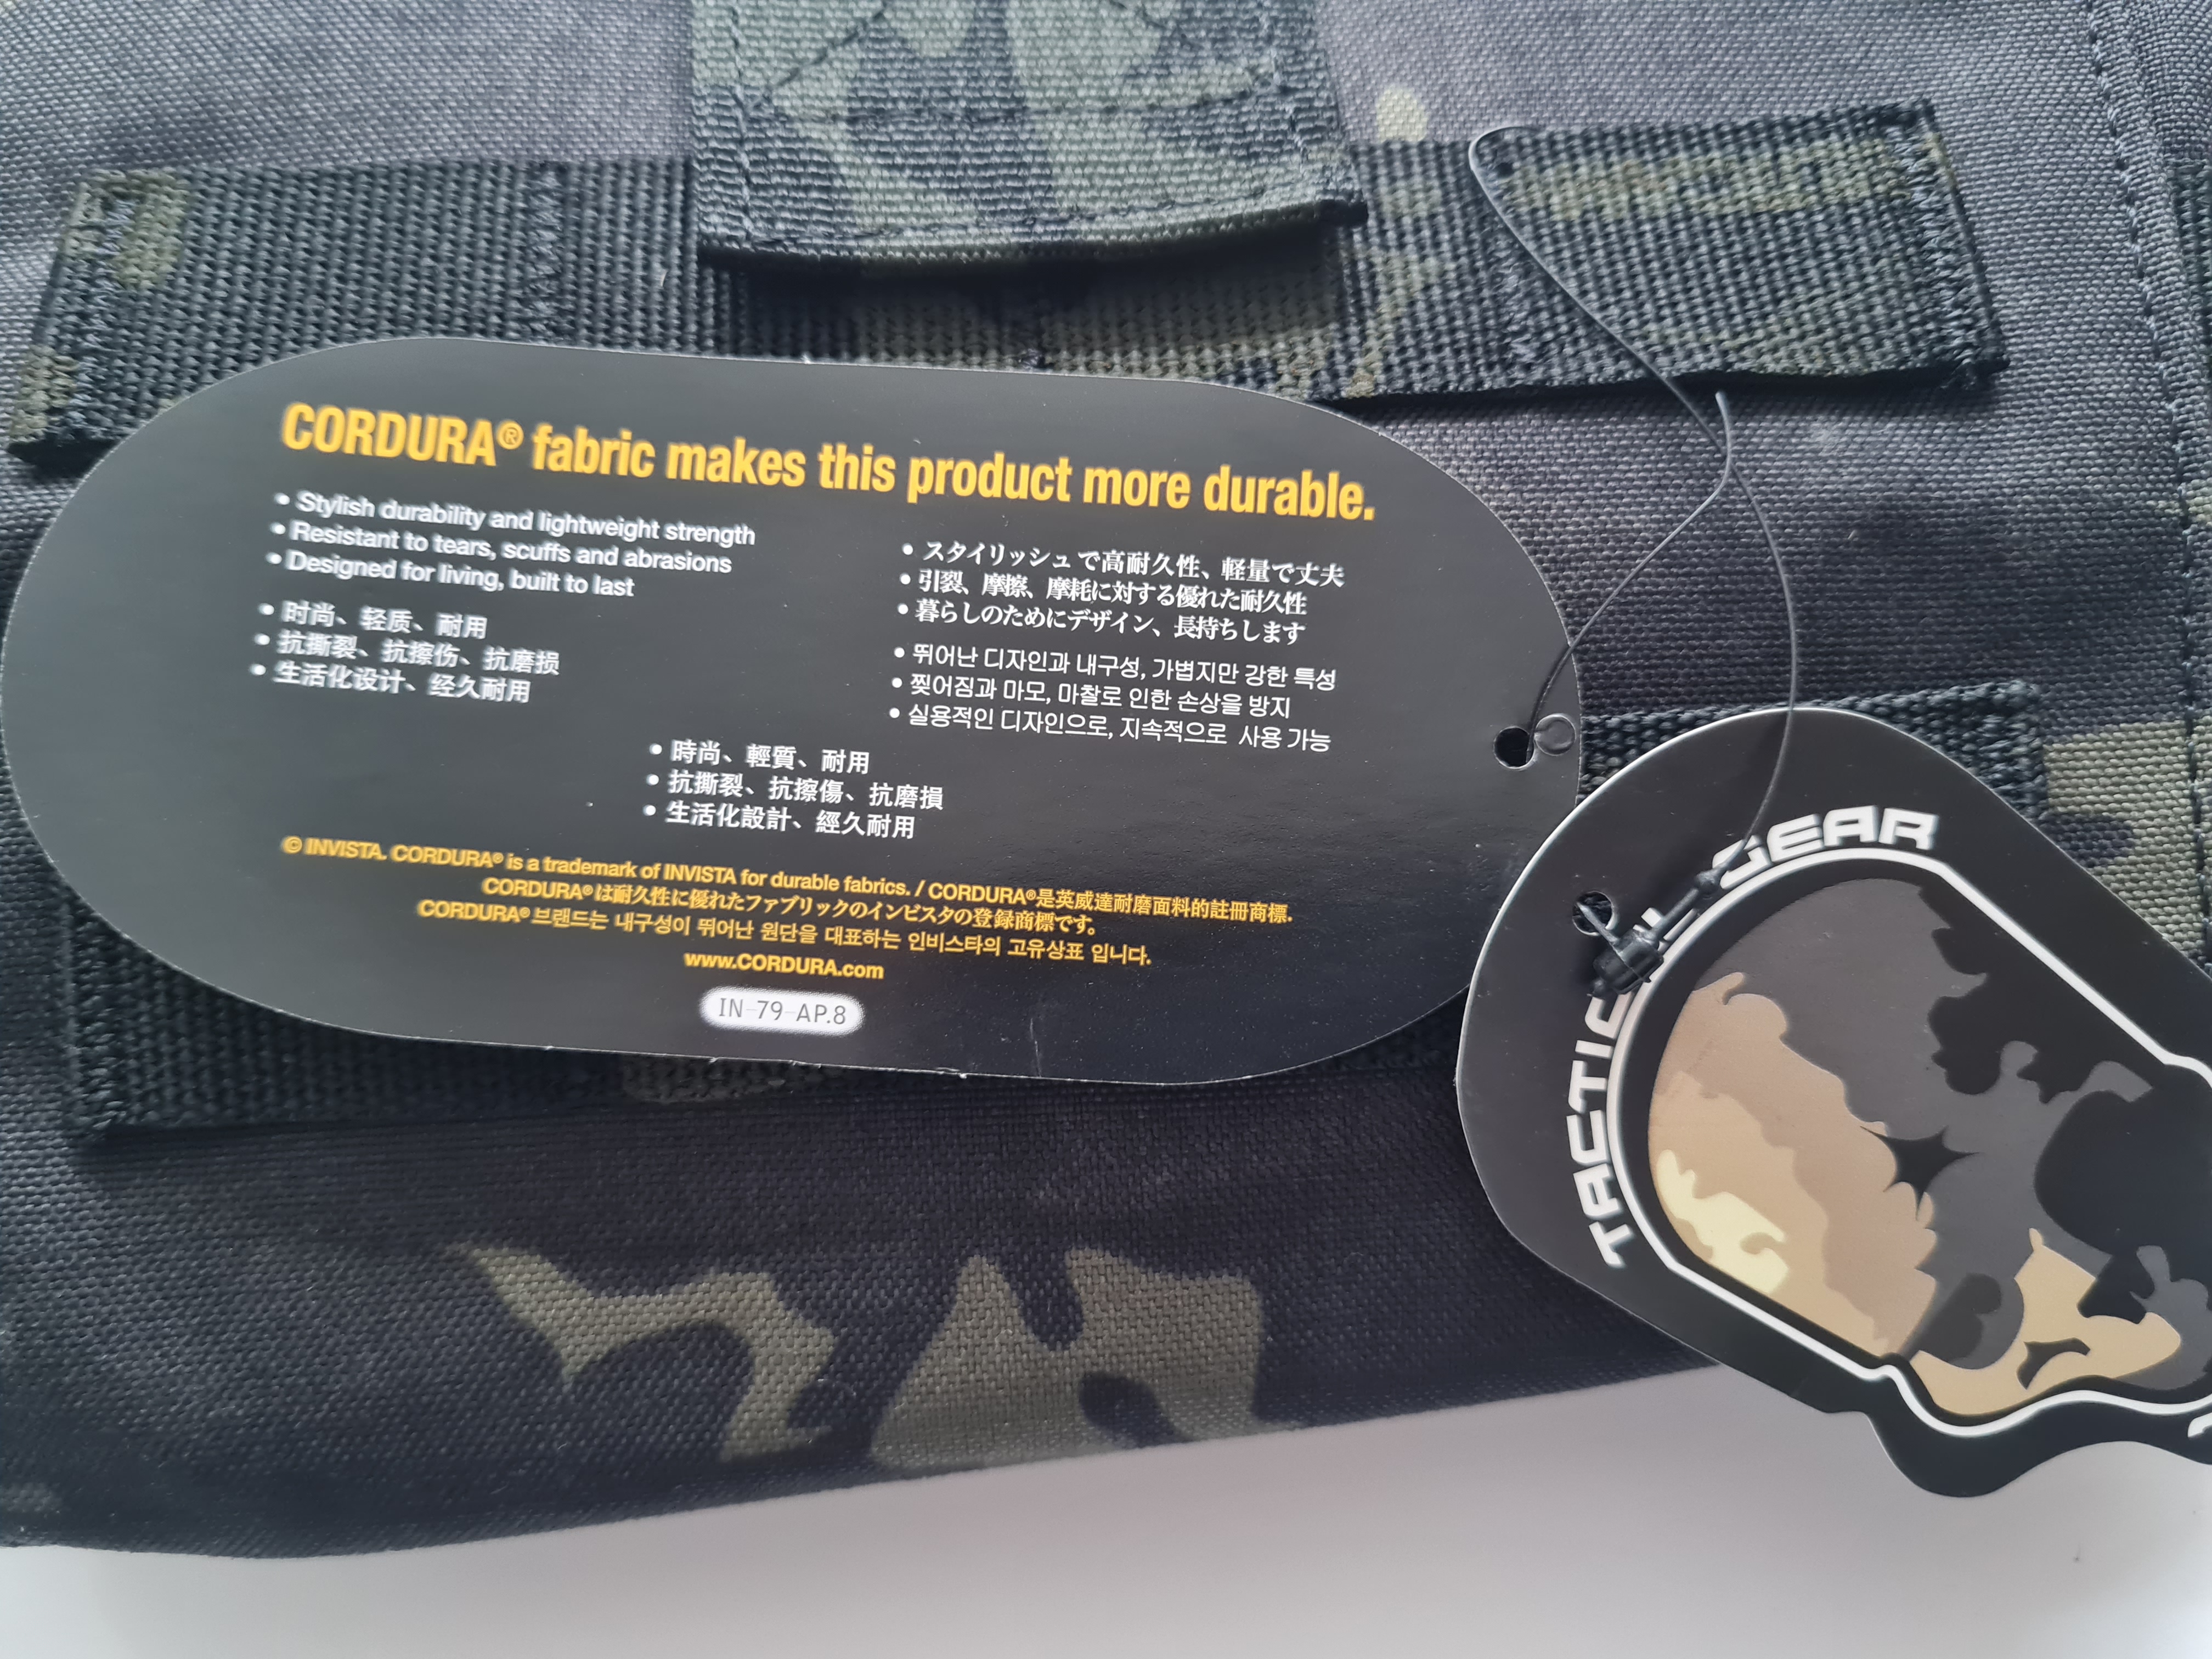 CORDURA® fabric makes this product more durable.
• Stylish durability and lightweight strength
• Resistant to tears, scuffs and abrasions
• Designed for living, built to last
• 时尚、轻质、耐用
• 抗撕裂、抗擦伤、抗磨损
• 生活化设计、经久耐用
• スタイリッシュで高耐久性、軽量で丈夫
• 引裂、摩擦、摩耗に対する優れた耐久性
• 暮らしのためにデザイン、長持ちします
• 뛰어난 디자인과 내구성, 가볍지만 강한 특성
• 찢어짐과 마모, 마찰로 인한 손상을 방지
• 실용적인 디자인으로, 지속적으로 사용 가능
• 時尚、輕質、耐用
• 抗撕裂、抗擦傷、抗磨損
• 生活化設計、經久耐用
© INVISTA. CORDURA® is a trademark of INVISTA for durable fabrics. / CORDURA®是英威達耐磨面料的註冊商標.
CORDURA®は耐久性に優れたファブリックのインビスタの登録商標です。
CORDURA® 브랜드는 내구성이 뛰어난 원단을 대표하는 인비스타의 고유상표 입니다.
www.CORDURA.com
IN-79-AP.8
GEAR